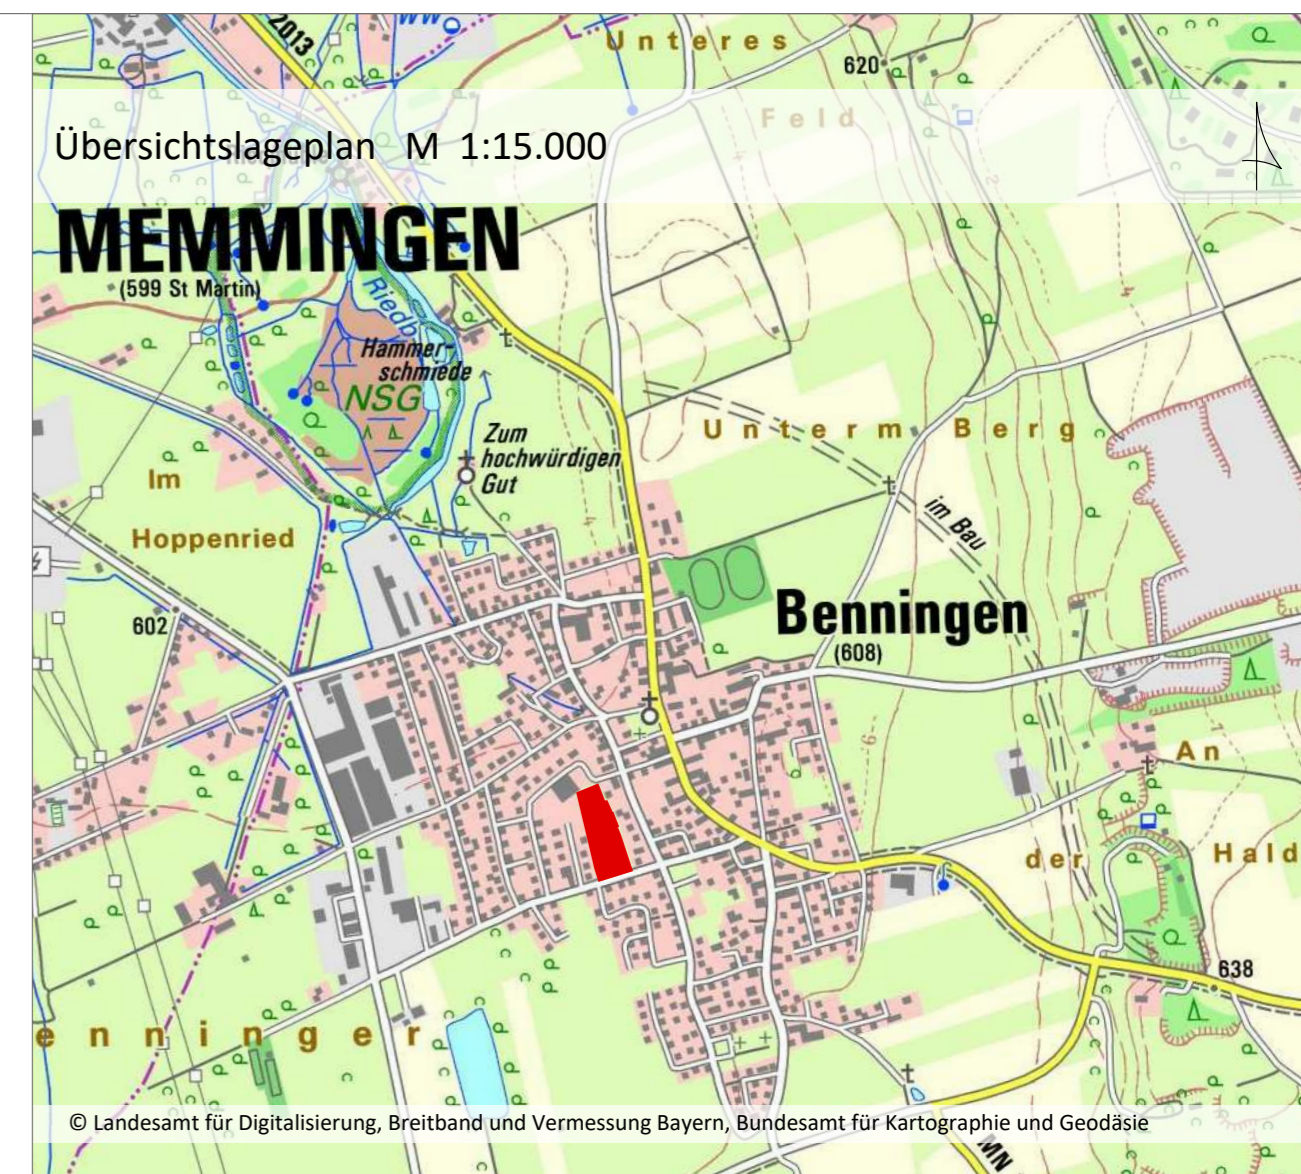 2013
WW
Unteres
620
Feld
Übersichtslageplan M 1:15.000
MEMMINGEN
(599 St Martin)
Hammer-
schmiede
NSG
Zum
hochwürdigen
Gut
Unterm Berg
Im
Hoppenried
im Bau
Benningen
(608)
602
An
der Hald
638
enninger
© Landesamt für Digitalisierung, Breitband und Vermessung Bayern, Bundesamt für Kartographie und Geodäsie
MN